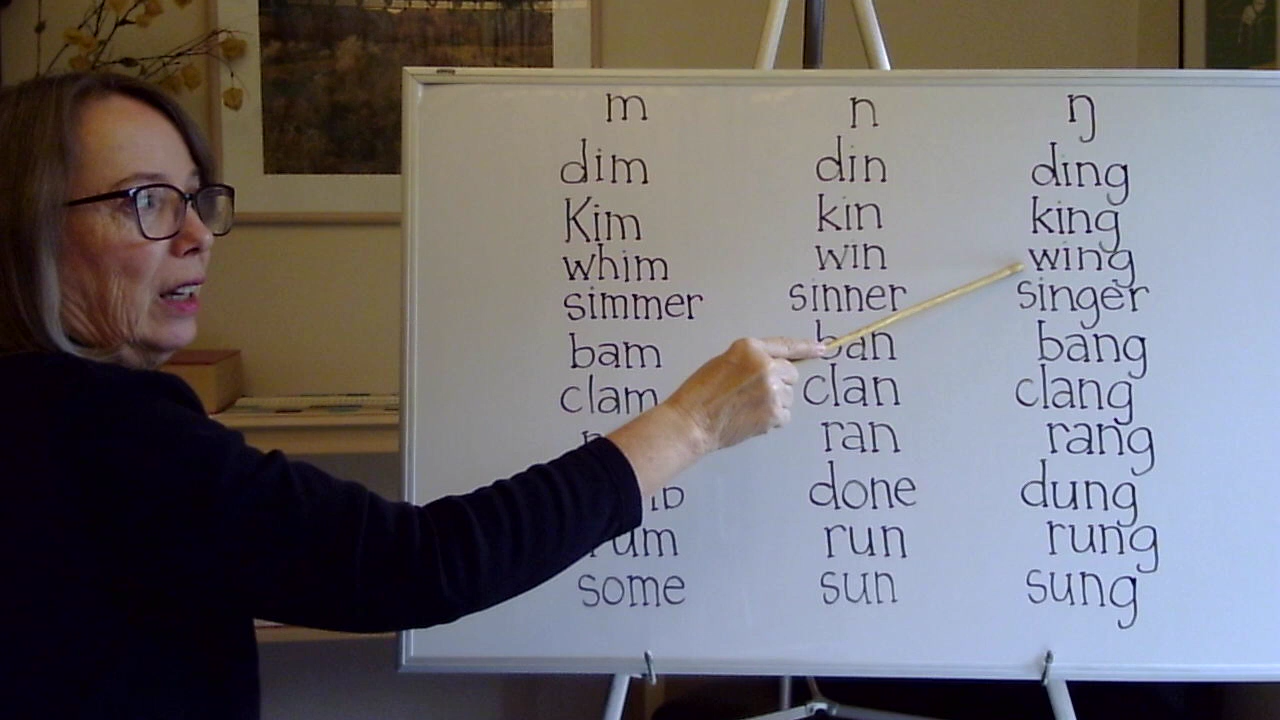 m n ŋ
dim din ding
Kim kin king
whim win wing
simmer sinner singer
bam ban bang
clam clan clang
ran rang
done dung
rum run rung
some sun sung